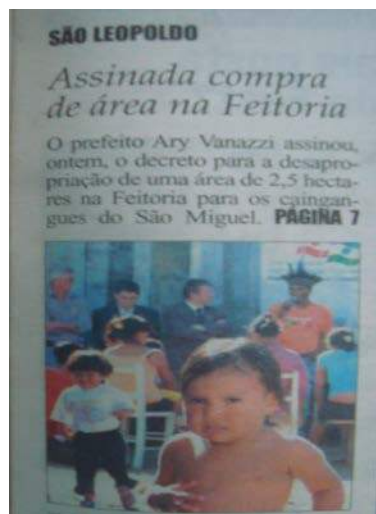 SÃO LEOPOLDO
Assinada compra
de área na Feitoria
O prefeito Ary Vanazzi assinou,
ontem, o decreto para a desapro-
priação de uma área de 2,5 hecta-
res na Feitoria para os caingan-
gues do São Miguel. PÁGINA 7